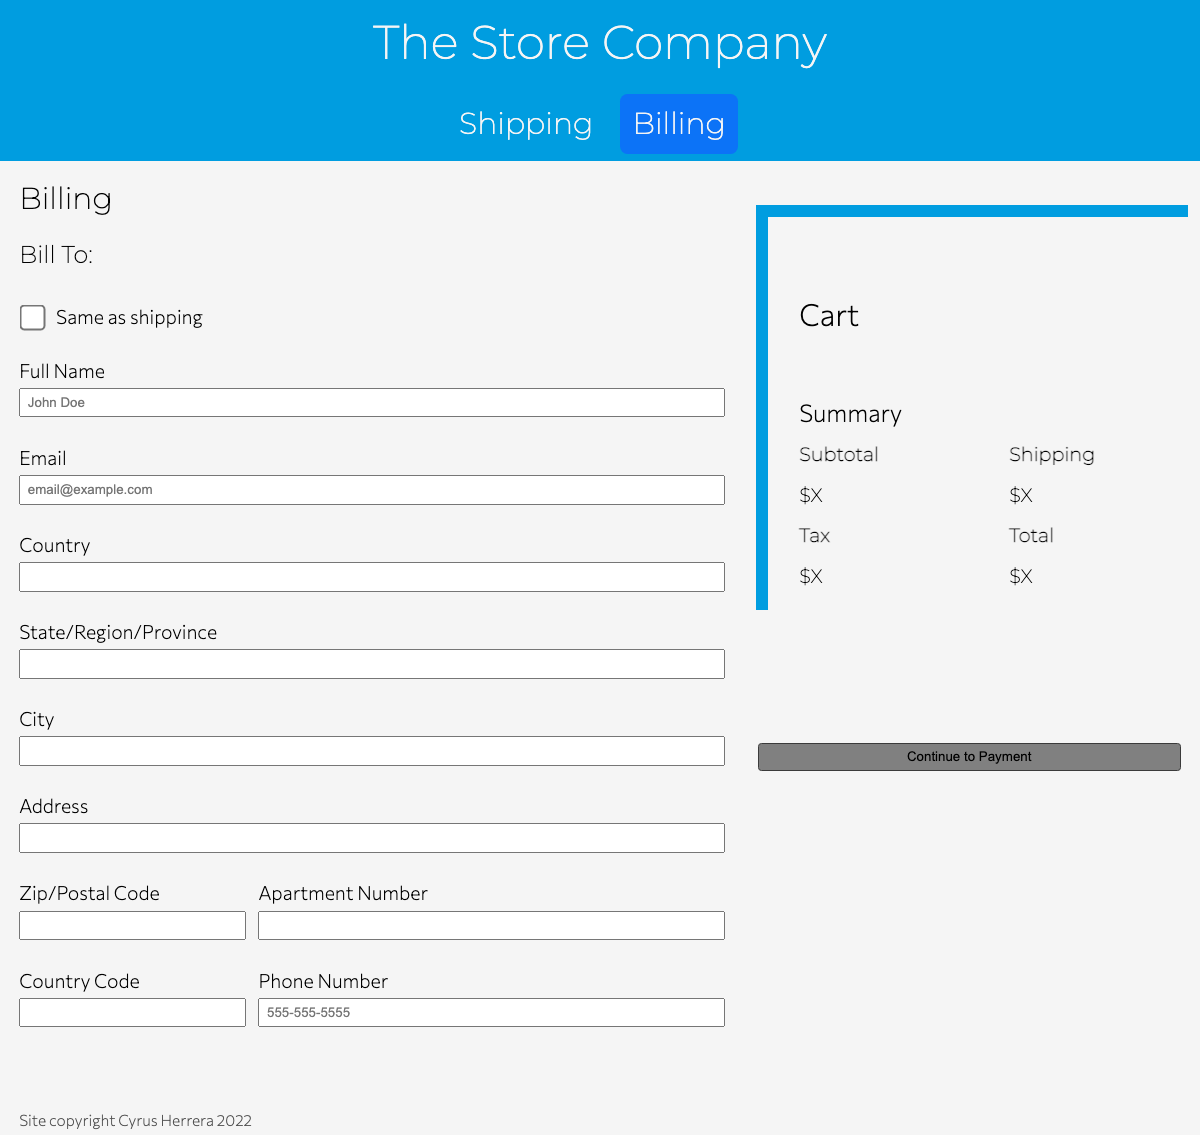 The Store Company
Shipping Billing
Billing
Bill To:
Same as shipping
Full Name
John Doe
Email
email@example.com
Country
State/Region/Province
City
Address
Zip/Postal Code Apartment Number
Country Code Phone Number
555-555-5555
Cart
Summary
Subtotal Shipping
$X $X
Tax Total
$X $X
Continue to Payment
Site copyright Cyrus Herrera 2022